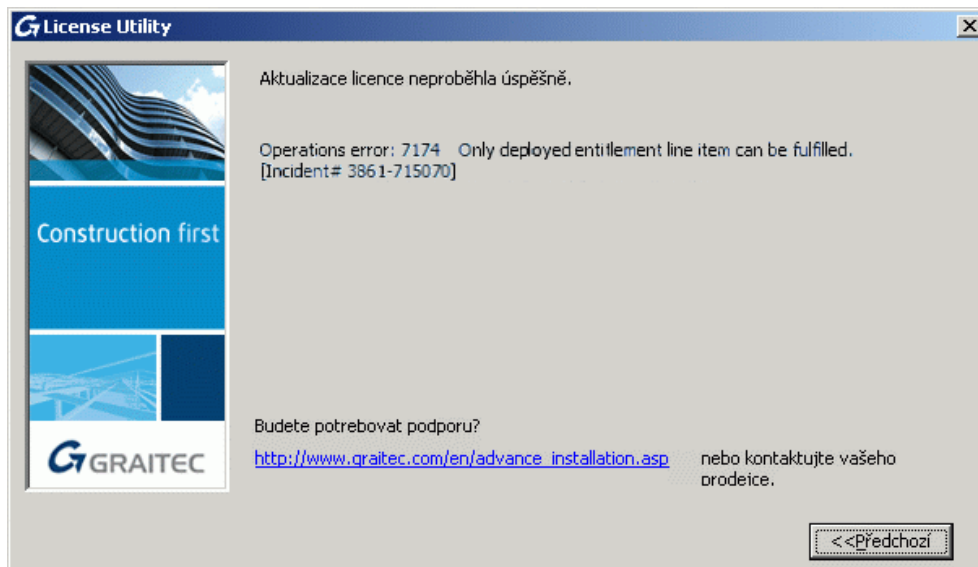 License Utility
Aktualizace licence neproběhla úspěšně.
Operations error: 7174 Only deployed entitlement line item can be fulfilled.
[Incident# 3861-715070]
Construction first
GRAITEC
Budete potrebovat podporu?
http://www.graitec.com/en/advance_installation.asp nebo kontaktujte vašeho
prodejce.
<<Předchozí